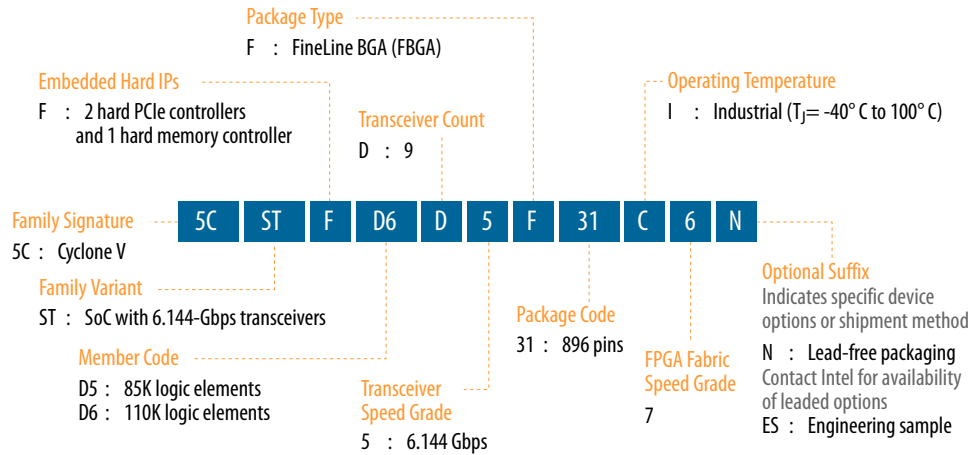 Package Type
F : FineLine BGA (FBGA)
Embedded Hard IPs
F : 2 hard PCIe controllers
and 1 hard memory controller
Transceiver Count
D : 9
Operating Temperature
I : Industrial (TJ= -40° C to 100° C)
Family Signature
5C : Cyclone V
5C ST F D6 D 5 F 31 C 6 N
Family Variant
ST : SoC with 6.144-Gbps transceivers
Member Code
D5 : 85K logic elements
D6 : 110K logic elements
Transceiver
Speed Grade
5 : 6.144 Gbps
Package Code
31 : 896 pins
FPGA Fabric
Speed Grade
7
Optional Suffix
Indicates specific device
options or shipment method
N : Lead-free packaging
Contact Intel for availability
of leaded options
ES : Engineering sample